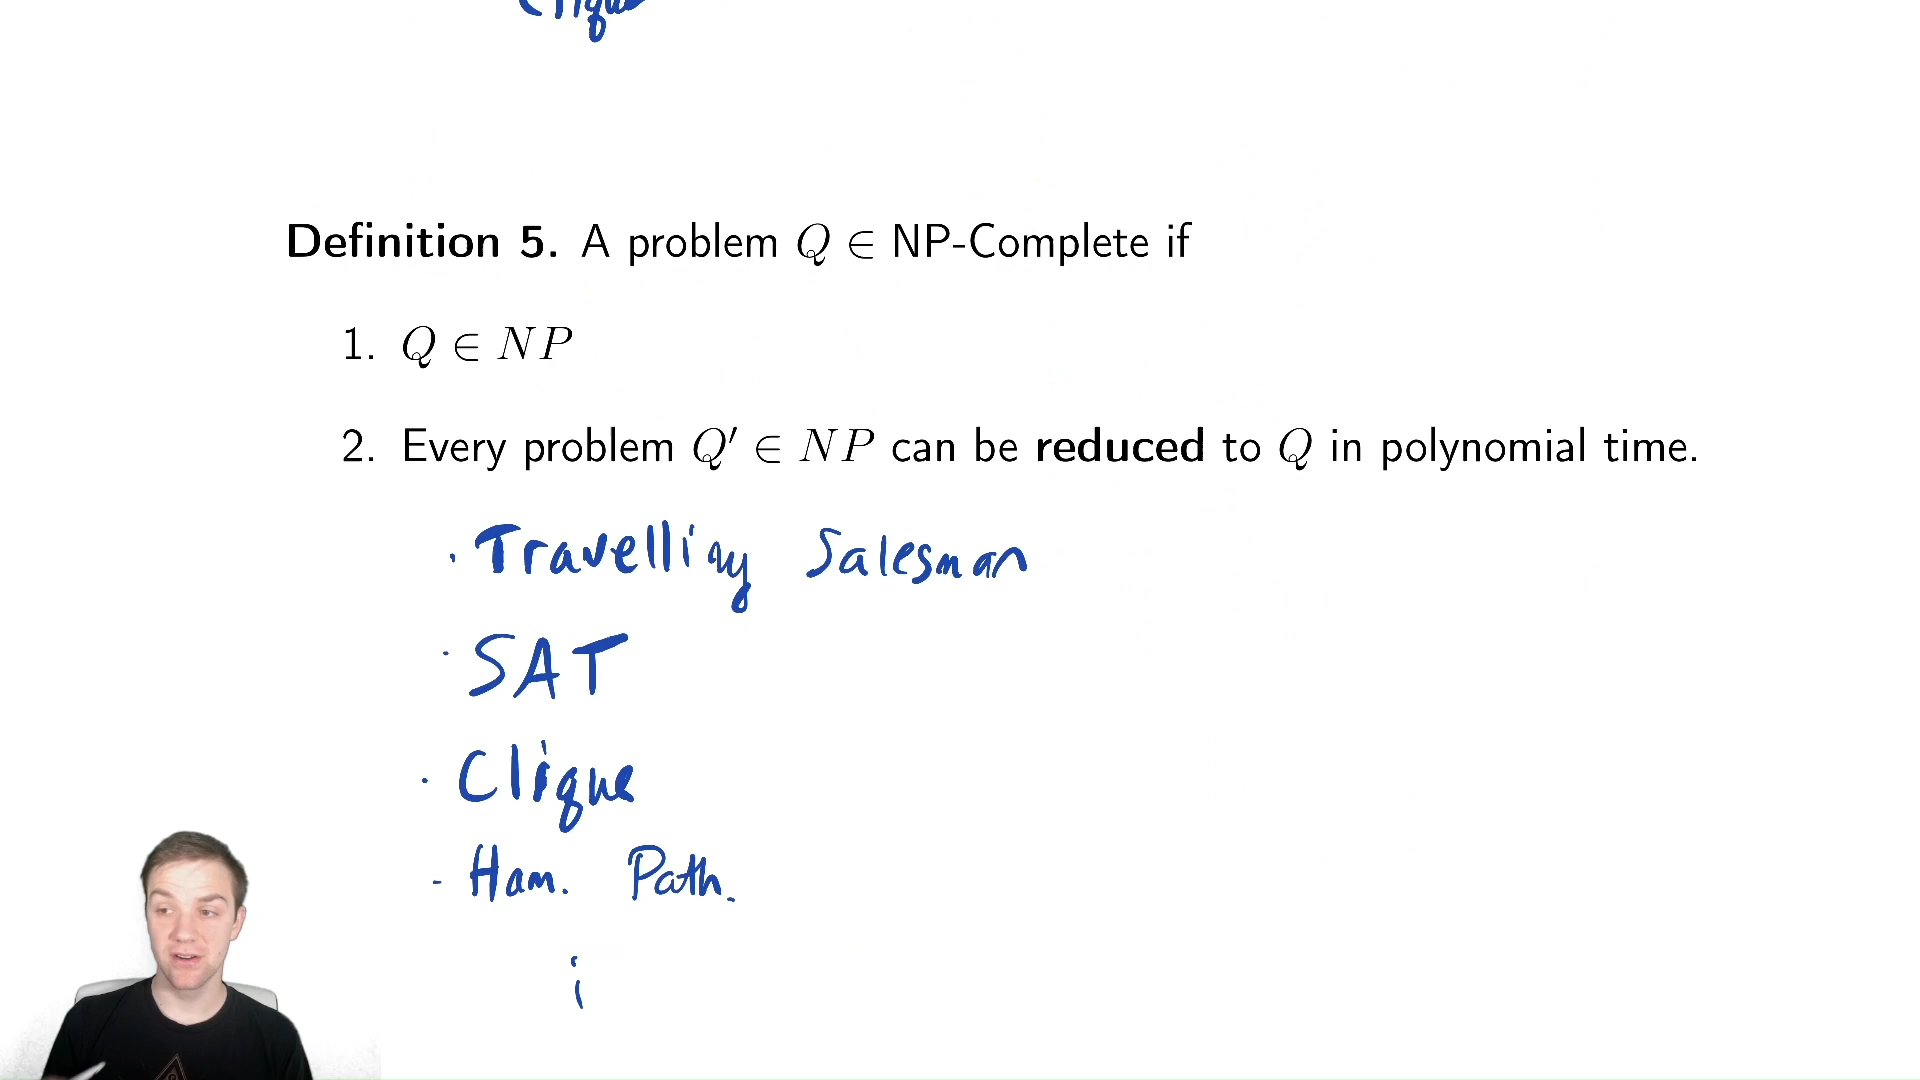 Clique
Definition 5. A problem Q ∈ NP-Complete if
1. Q ∈ NP
2. Every problem Q′ ∈ NP can be reduced to Q in polynomial time.
· Travelling Salesman
· SAT
· Clique
- Ham. Path.